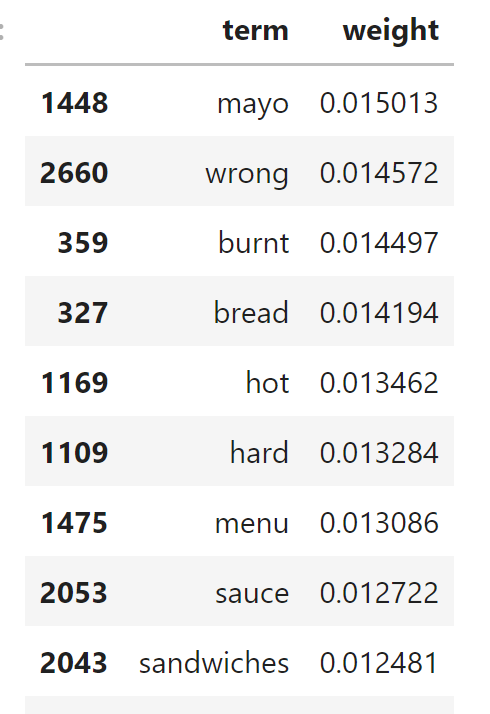 term weight
1448 mayo 0.015013
2660 wrong 0.014572
359 burnt 0.014497
327 bread 0.014194
1169 hot 0.013462
1109 hard 0.013284
1475 menu 0.013086
2053 sauce 0.012722
2043 sandwiches 0.012481